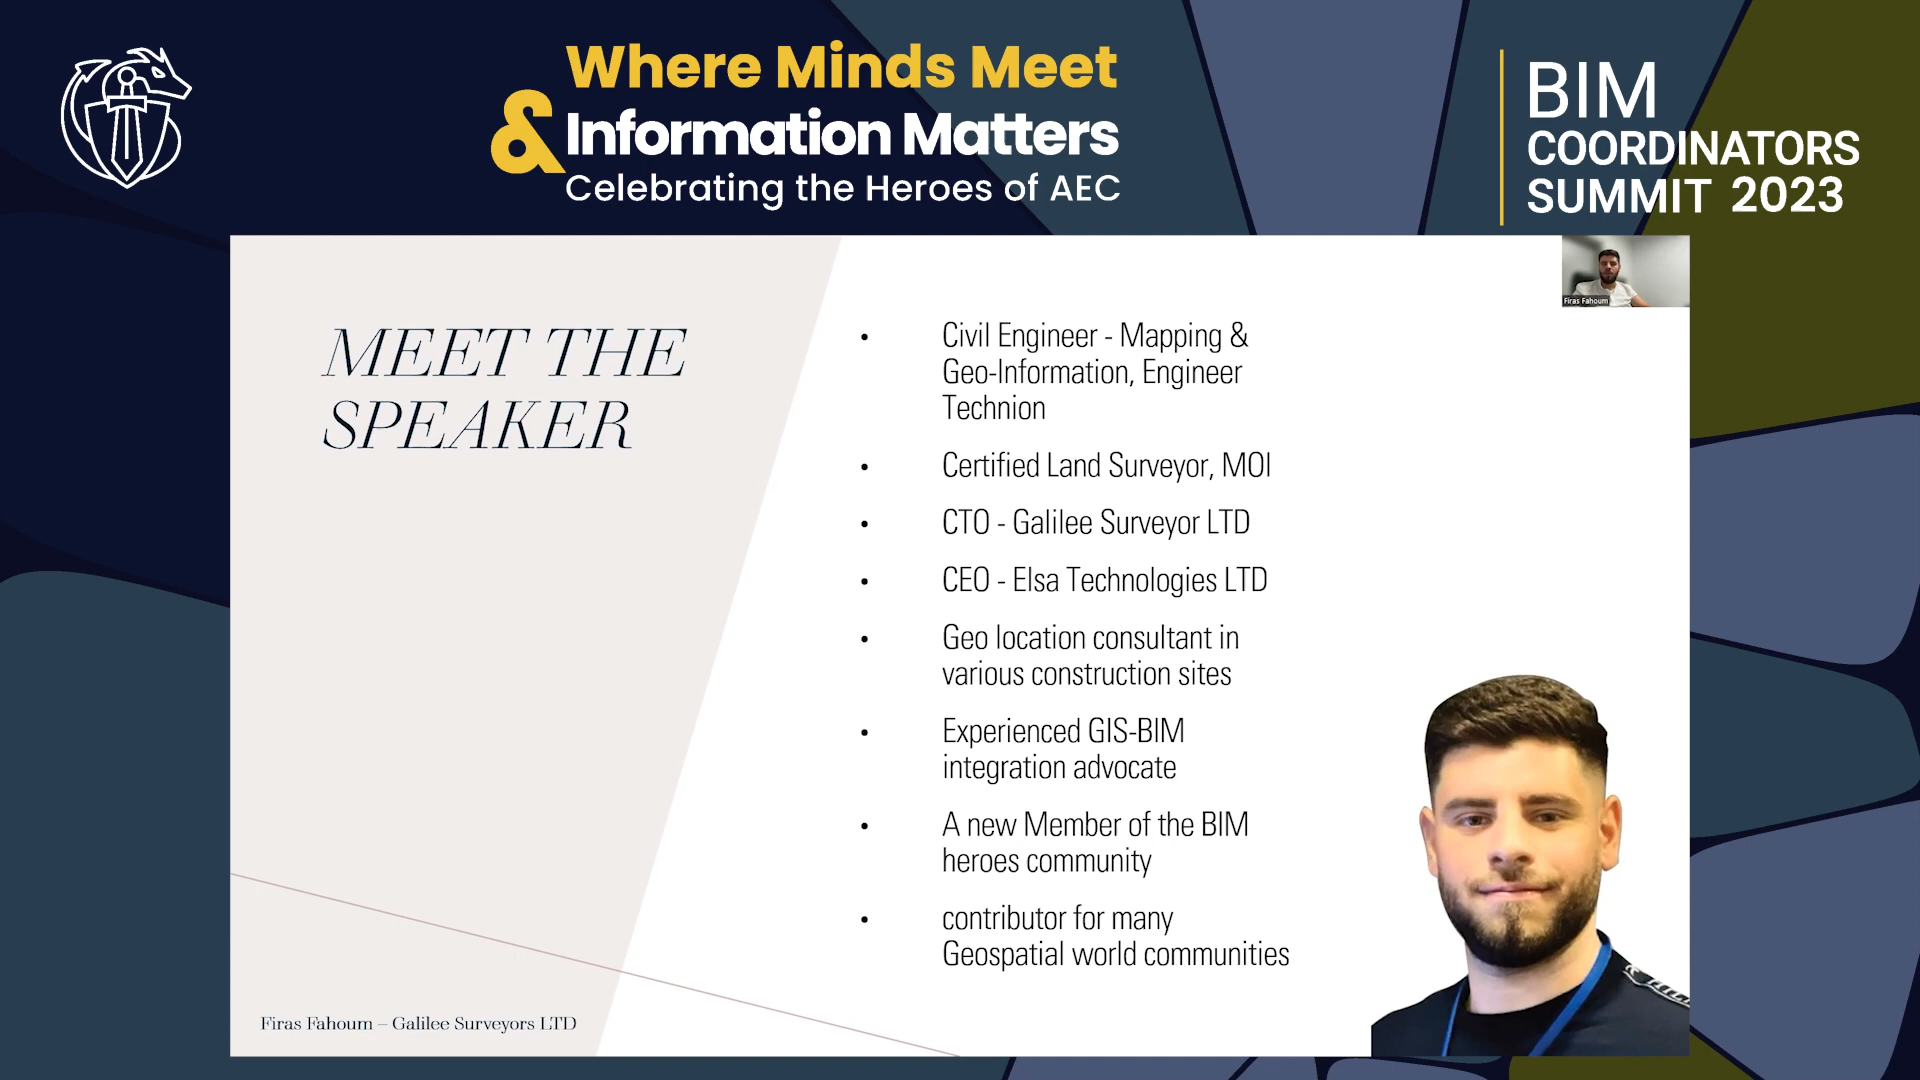 Where Minds Meet
& Information Matters
Celebrating the Heroes of AEC
BIM
COORDINATORS
SUMMIT 2023
Firas Fahoum
MEET THE
SPEAKER
• Civil Engineer - Mapping &
Geo-Information, Engineer
Technion
• Certified Land Surveyor, MOI
• CTO - Galilee Surveyor LTD
• CEO - Elsa Technologies LTD
• Geo location consultant in
various construction sites
• Experienced GIS-BIM
integration advocate
• A new Member of the BIM
heroes community
• contributor for many
Geospatial world communities
Firas Fahoum – Galilee Surveyors LTD